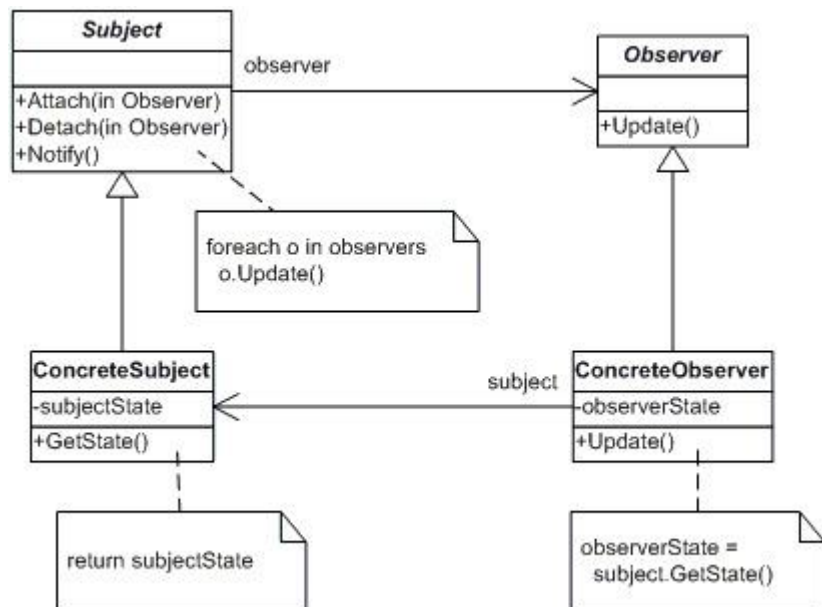 Subject
+Attach(in Observer)
+Detach(in Observer)
+Notify()
observer
Observer
+Update()
foreach o in observers
o.Update()
ConcreteSubject
-subjectState
+GetState()
subject
ConcreteObserver
-observerState
+Update()
return subjectState
observerState =
subject.GetState()